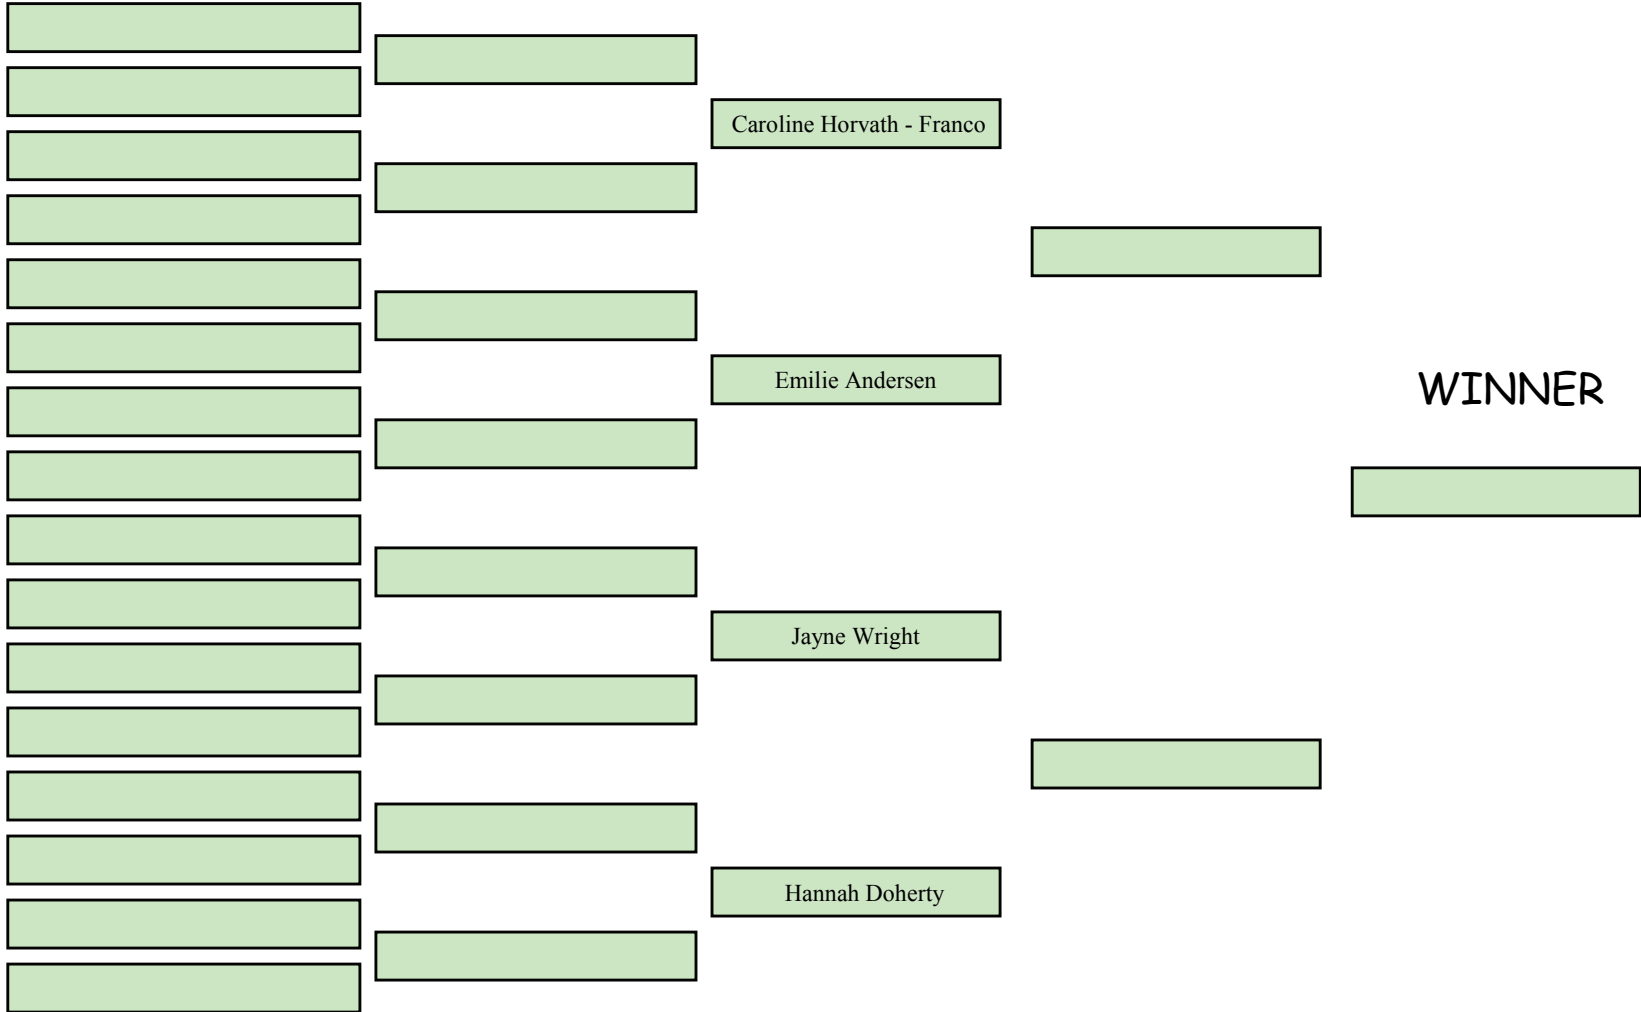 Caroline Horvath - Franco
Emilie Andersen
WINNER
Jayne Wright
Hannah Doherty